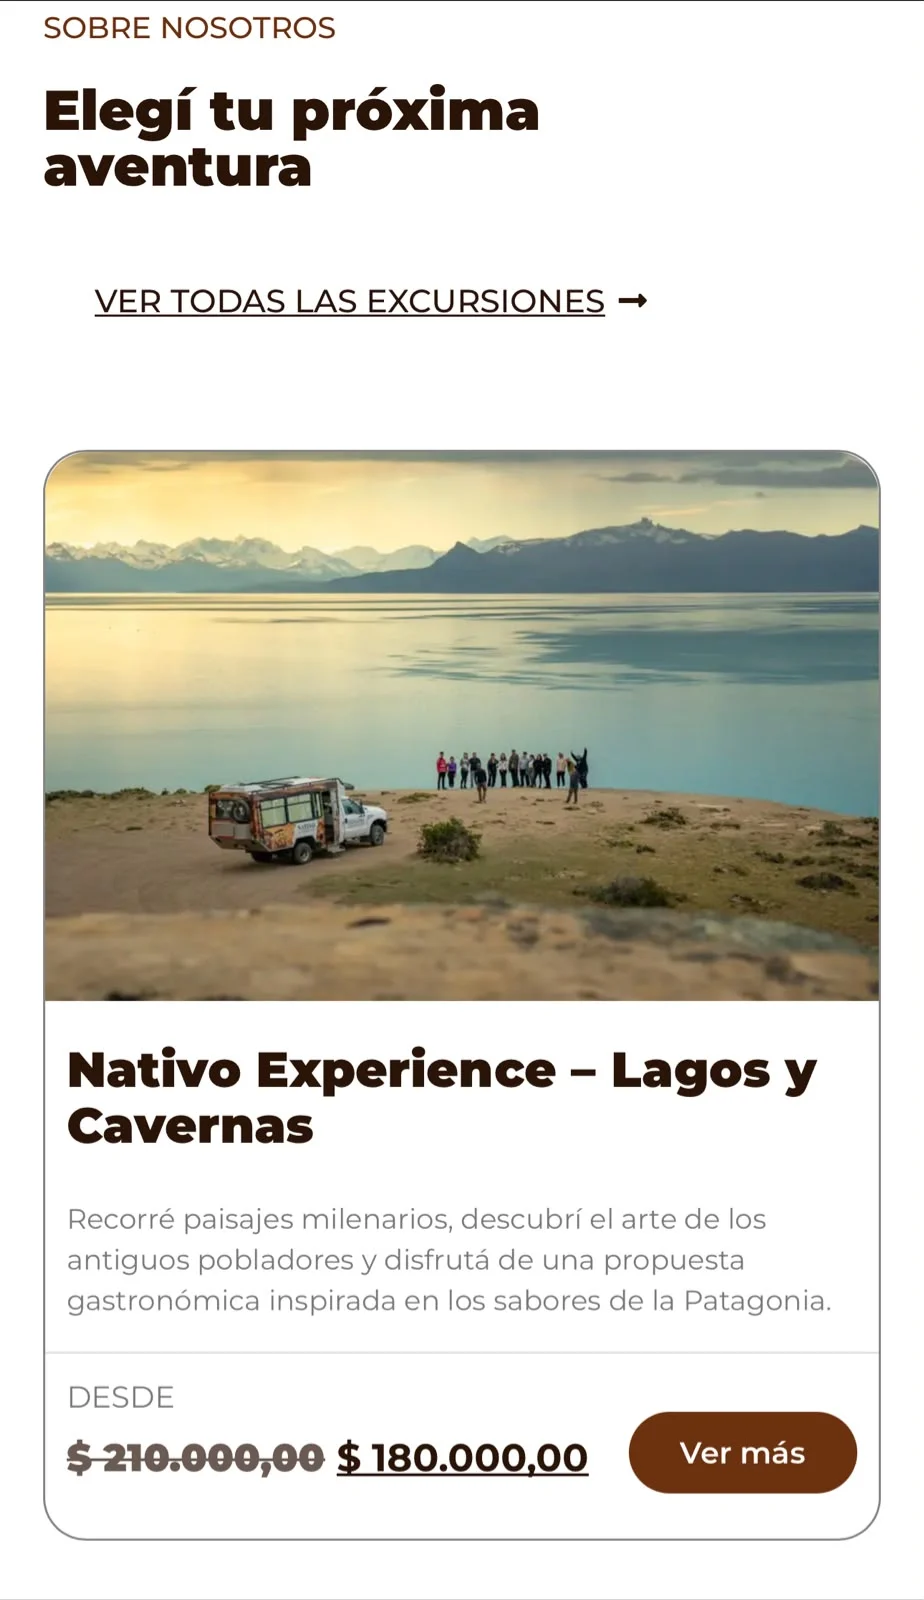 SOBRE NOSOTROS
Elegí tu próxima
aventura
VER TODAS LAS EXCURSIONES
Nativo Experience – Lagos y
Cavernas
Recorré paisajes milenarios, descubrí el arte de los
antiguos pobladores y disfrutá de una propuesta
gastronómica inspirada en los sabores de la Patagonia.
DESDE
$ 210.000,00 $ 180.000,00
Ver más